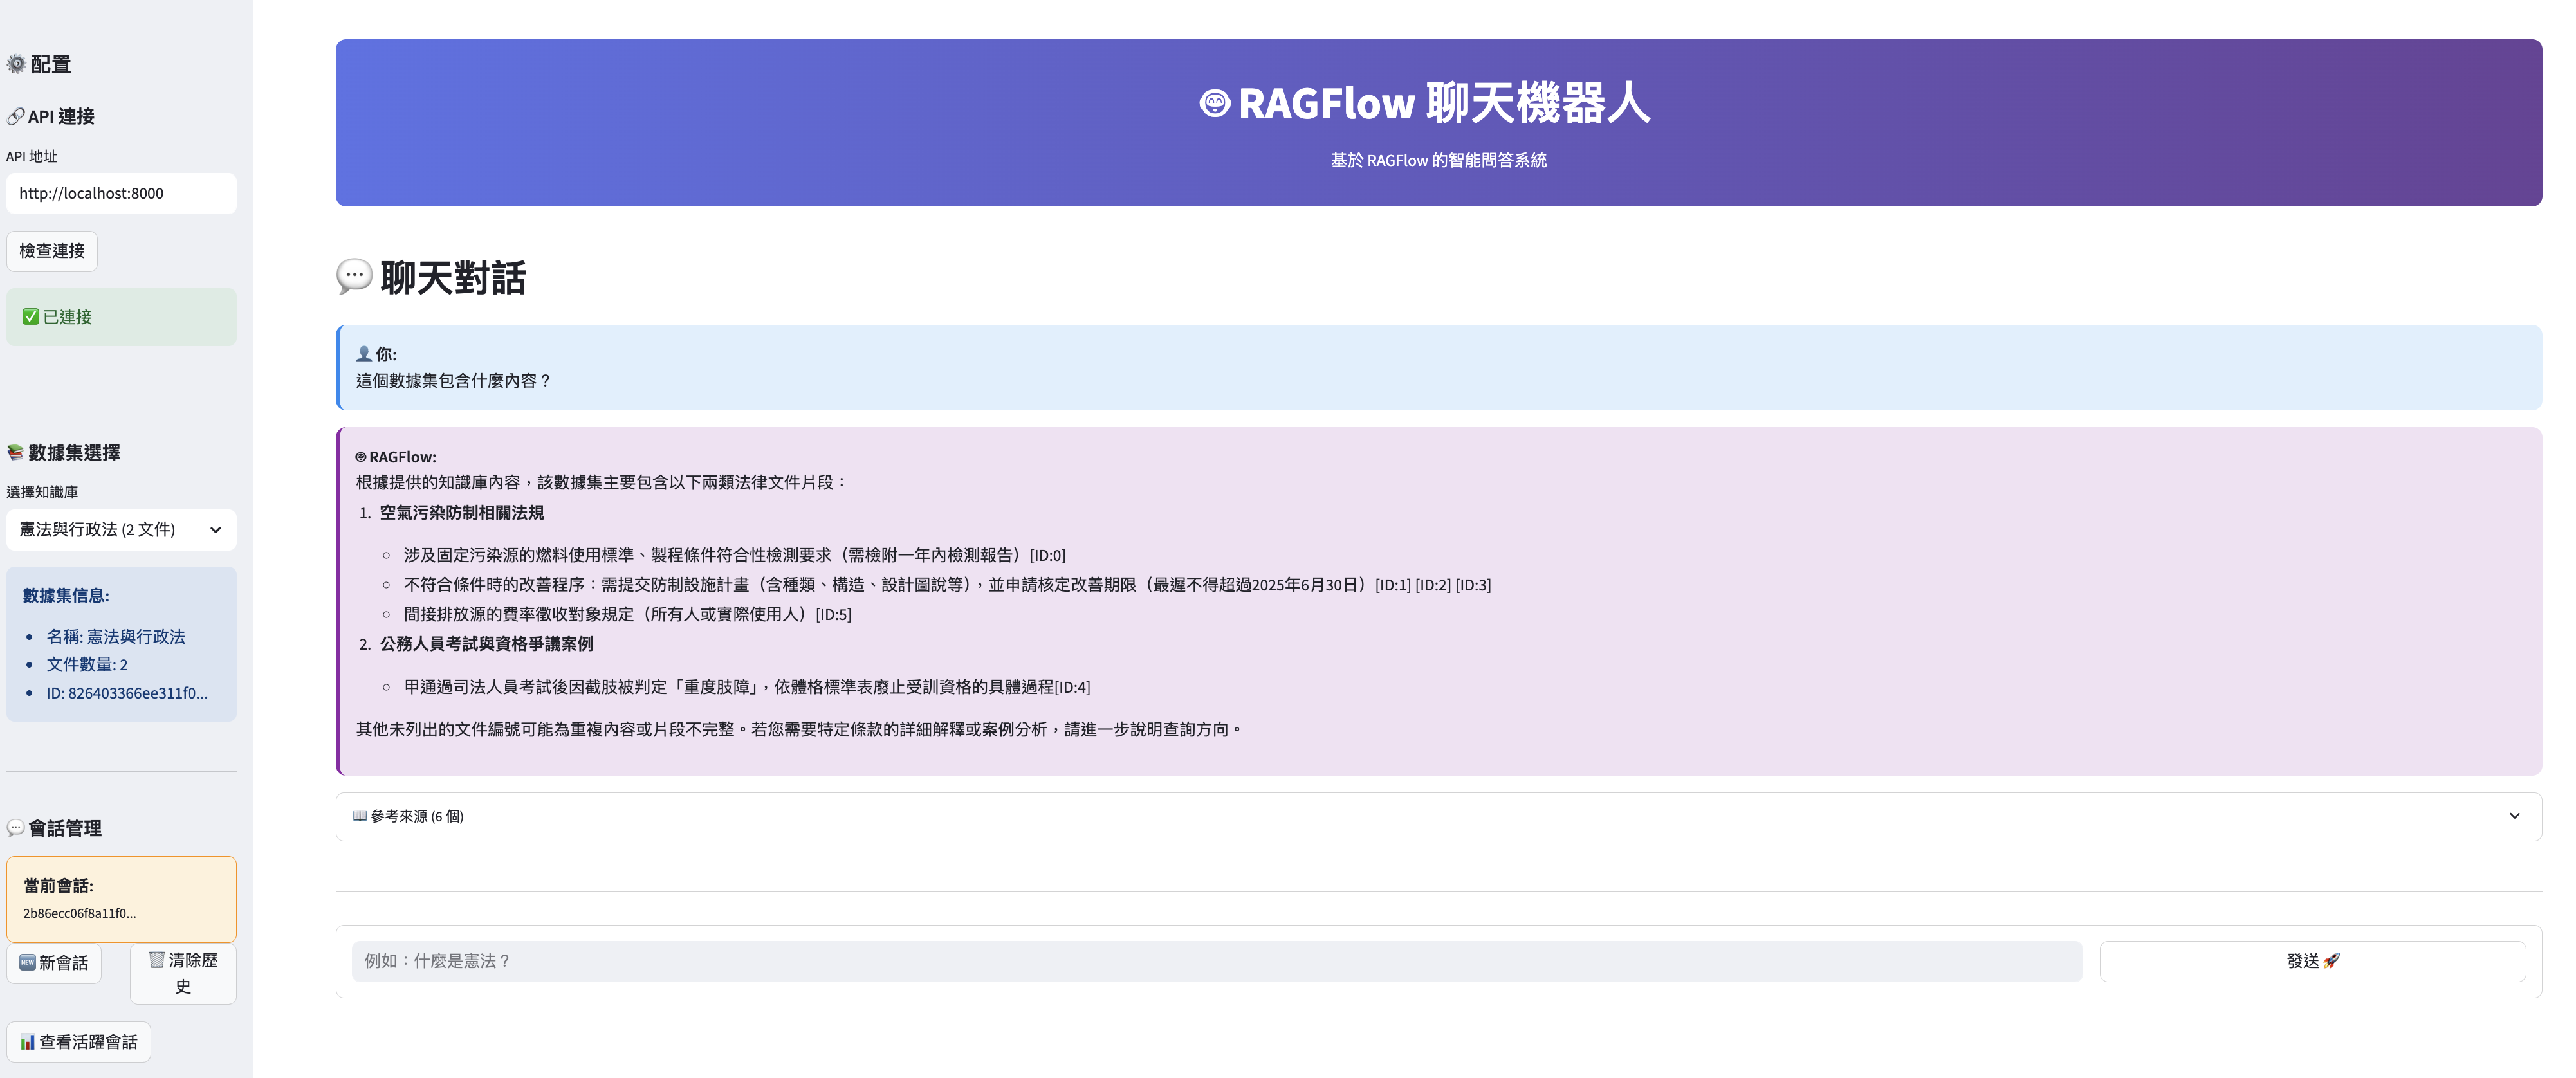 配置
API 連接
API 地址
http://localhost:8000
檢查連接
已連接
數據集選擇
選擇知識庫
憲法與行政法 (2 文件)
數據集信息:
• 名稱: 憲法與行政法
• 文件數量: 2
• ID: 826403366ee311f0...
會話管理
當前會話:
2b86ecc06f8a11f0...
NEW 新會話
清除歷
史
查看活躍會話
RAGFlow 聊天機器人
基於 RAGFlow 的智能問答系統
聊天對話
你:
這個數據集包含什麼內容？
RAGFlow:
根據提供的知識庫內容，該數據集主要包含以下兩類法律文件片段：
1. 空氣污染防制相關法規
○ 涉及固定污染源的燃料使用標準、製程條件符合性檢測要求（需檢附一年內檢測報告）[ID:0]
○ 不符合條件時的改善程序：需提交防制設施計畫（含種類、構造、設計圖說等），並申請核定改善期限（最遲不得超過2025年6月30日）[ID:1] [ID:2] [ID:3]
○ 間接排放源的費率徵收對象規定（所有人或實際使用人）[ID:5]
2. 公務人員考試與資格爭議案例
○ 甲通過司法人員考試後因截肢被判定「重度肢障」，依體格標準表廢止受訓資格的具體過程[ID:4]
其他未列出的文件編號可能為重複內容或片段不完整。若您需要特定條款的詳細解釋或案例分析，請進一步說明查詢方向。
參考來源 (6 個)
例如：什麼是憲法？
發送